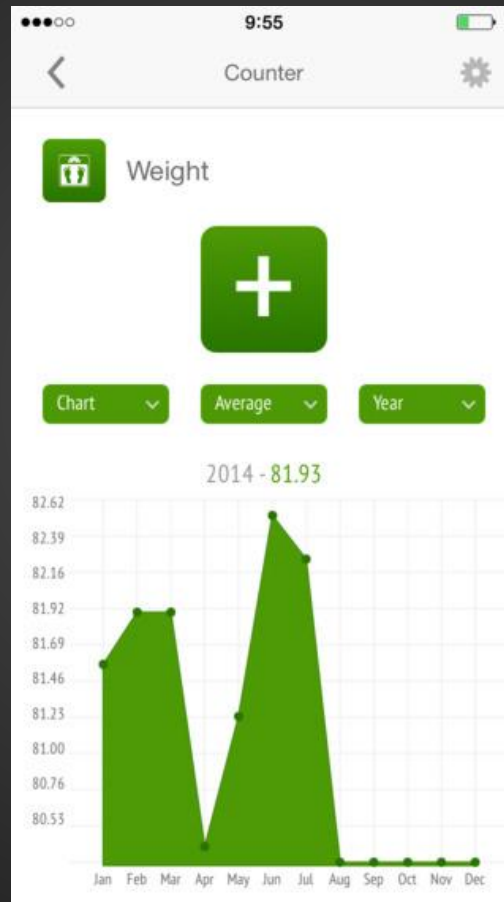 9:55
Counter
Weight
Chart Average Year
2014 - 81.93
82.62
82.39
82.16
81.92
81.69
81.46
81.23
81.00
80.76
80.53
Jan Feb Mar Apr May Jun Jul Aug Sep Oct Nov Dec